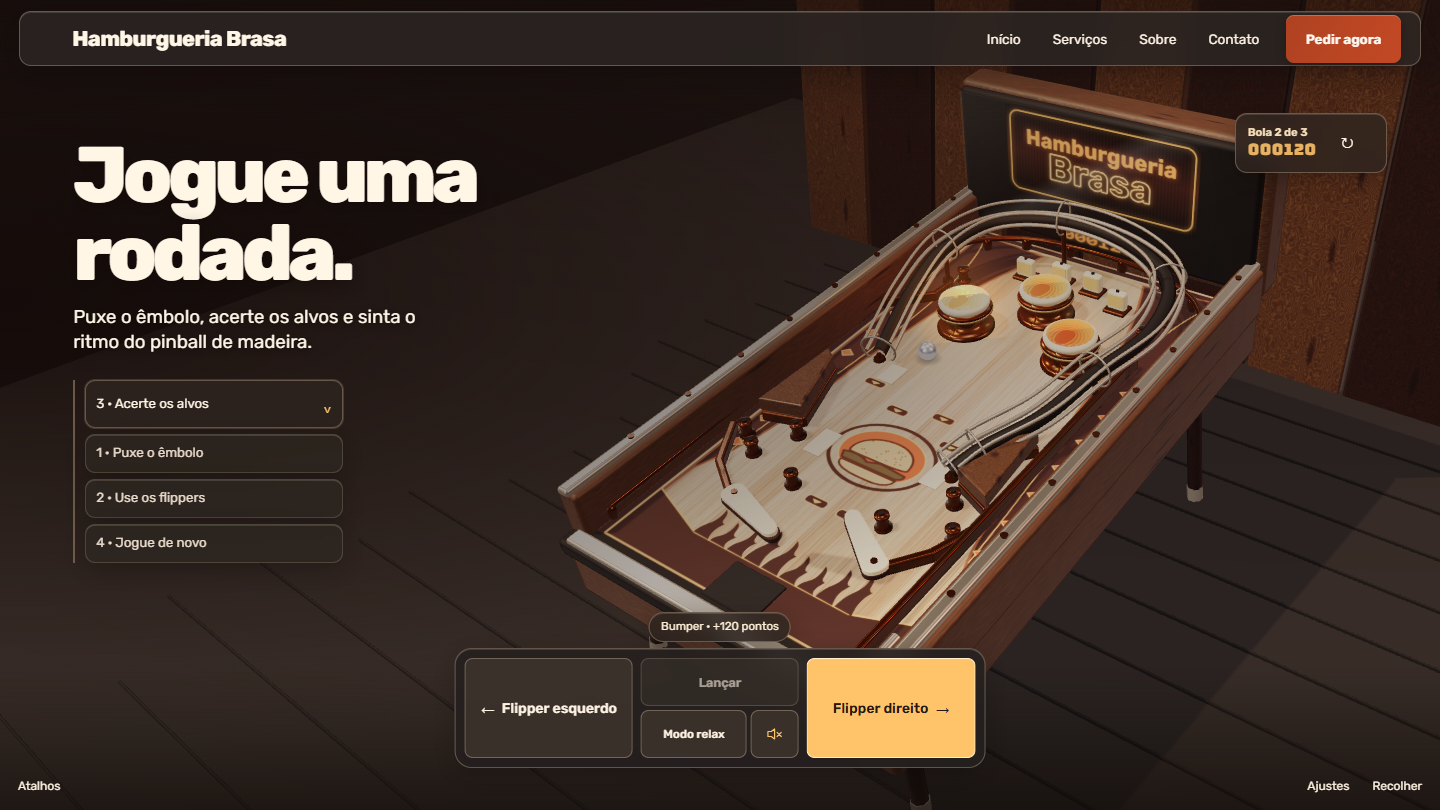 Hamburgueria Brasa
Início
Serviços
Sobre
Contato
Pedir agora
Jogue uma
rodada.
Puxe o êmbolo, acerte os alvos e sinta o
ritmo do pinball de madeira.
3 • Acerte os alvos
v
1 • Puxe o êmbolo
2 • Use os flippers
4 • Jogue de novo
Hamburgueria
Brasa
Bola 2 de 3
000120
Bumper • +120 pontos
← Flipper esquerdo
Lançar
Modo relax
Flipper direito →
Atalhos
Ajustes
Recolher